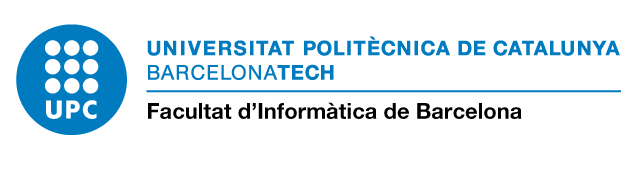 UPC
UNIVERSITAT POLITÈCNICA DE CATALUNYA
BARCELONATECH
Facultat d’Informàtica de Barcelona